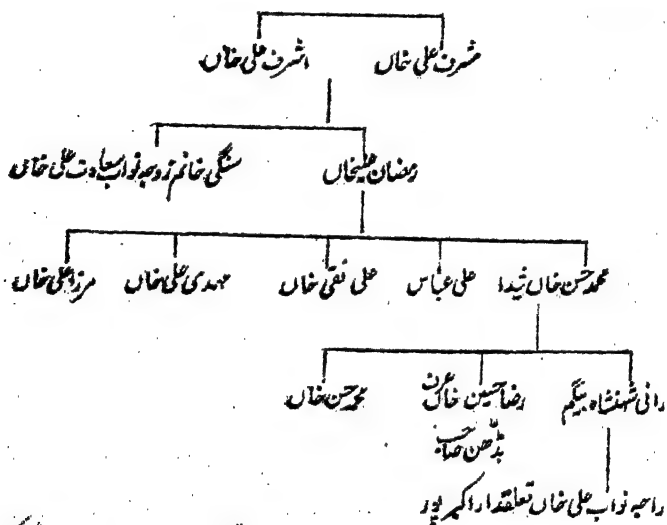 مشرف علی خاں اشرف علی خاں
رمضان علیخاں سنگی خانم زوجہ نواب سعادت علی خاں
محمد حسن خاں شیدا علی عباس علی نقی خاں مہدی علی خاں مرزا علی خاں
رانی شہنشاہ بیگم رضا حسین خاں عرف محمد حسن خاں
بڈھن صاحب
راجہ نواب علی خاں تعلقدار اکبر پور